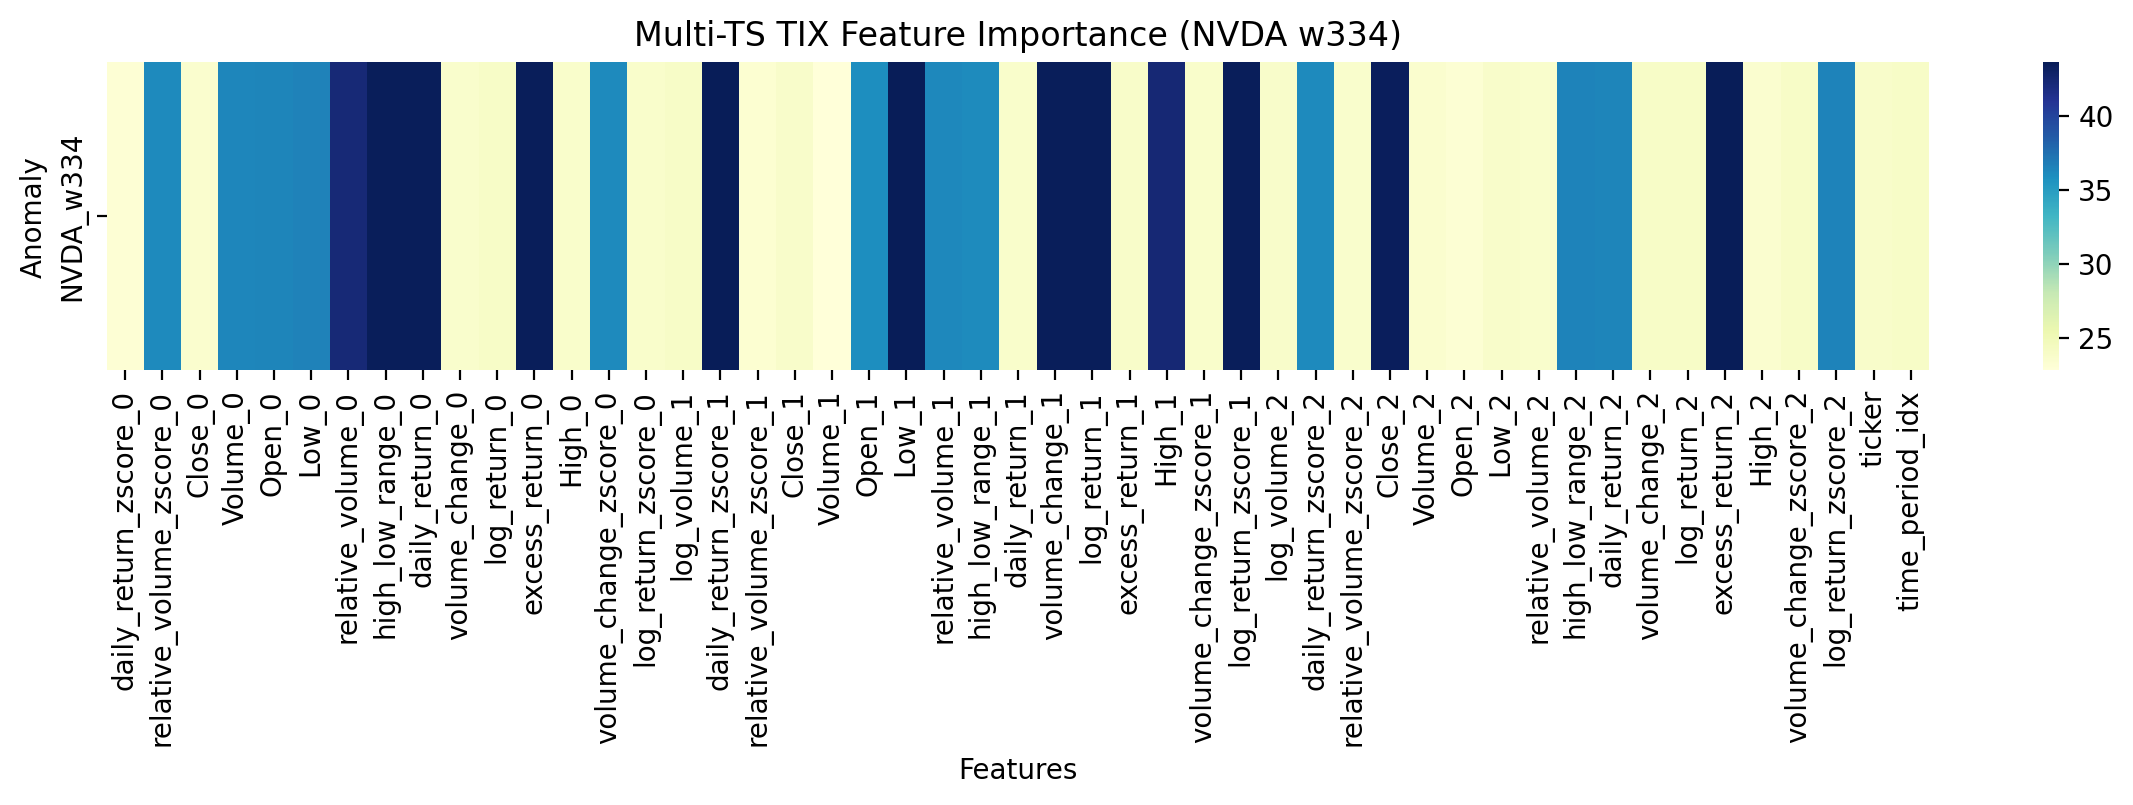 Multi-TS TIX Feature Importance (NVDA w334)
Anomaly
NVDA_w334
daily_return_zscore_0
relative_volume_zscore_0
Close_0
Volume_0
Open_0
Low_0
relative_volume_0
high_low_range_0
daily_return_0
volume_change_0
log_return_0
excess_return_0
High_0
volume_change_zscore_0
log_return_zscore_0
log_volume_1
daily_return_zscore_1
relative_volume_zscore_1
Close_1
Volume_1
Open_1
Low_1
relative_volume_1
high_low_range_1
daily_return_1
volume_change_1
log_return_1
excess_return_1
High_1
volume_change_zscore_1
log_return_zscore_1
log_volume_2
daily_return_zscore_2
relative_volume_zscore_2
Close_2
Volume_2
Open_2
Low_2
relative_volume_2
high_low_range_2
daily_return_2
volume_change_2
log_return_2
excess_return_2
High_2
volume_change_zscore_2
log_return_zscore_2
ticker
time_period_idx
Features
40
35
30
25